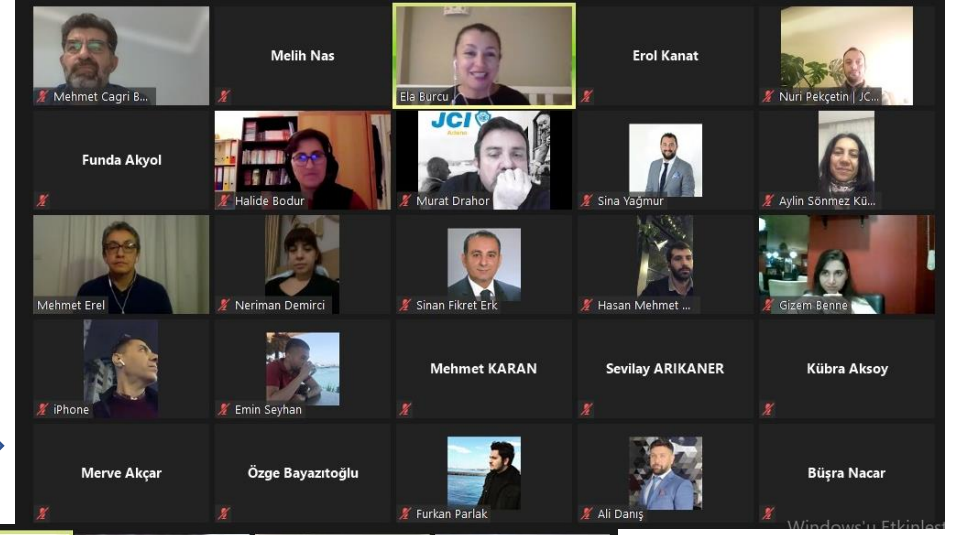 Mehmet Cagri B...
Melih Nas
Ela Burcu
Erol Kanat
Nuri Pekçetin | JC...
Funda Akyol
Halide Bodur
JCI
Murat Drahor
Sina Yağmur
Aylin Sönmez Kü...
Mehmet Erel
Neriman Demirci
Sinan Fikret Erk
Hasan Mehmet ...
Gizem Benne
iPhone
Emin Seyhan
Mehmet KARAN
Sevilay ARIKANER
Kübra Aksoy
Merve Akçar
Özge Bayazıtoğlu
Furkan Parlak
Ali Danış
Büşra Nacar
Windows'u Etkinleş